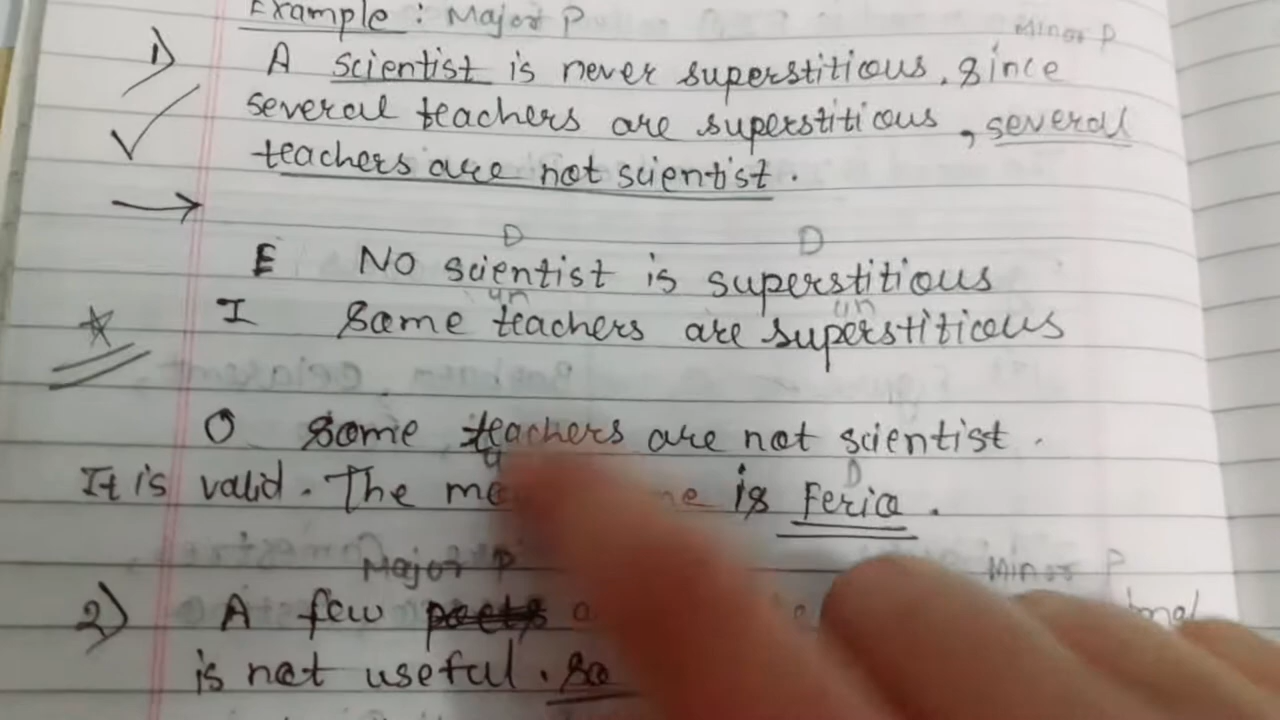 Example : Major P
Minor P
1) A scientist is never superstitious. Since
several teachers are superstitious, several
teachers are not scientist.
→
D D
E No scientist is superstitious
un un
I Some teachers are superstitious
O Some teachers are not scientist.
D
It is valid. The is Ferio.
Major P Minor P
2) A few
is not useful. So